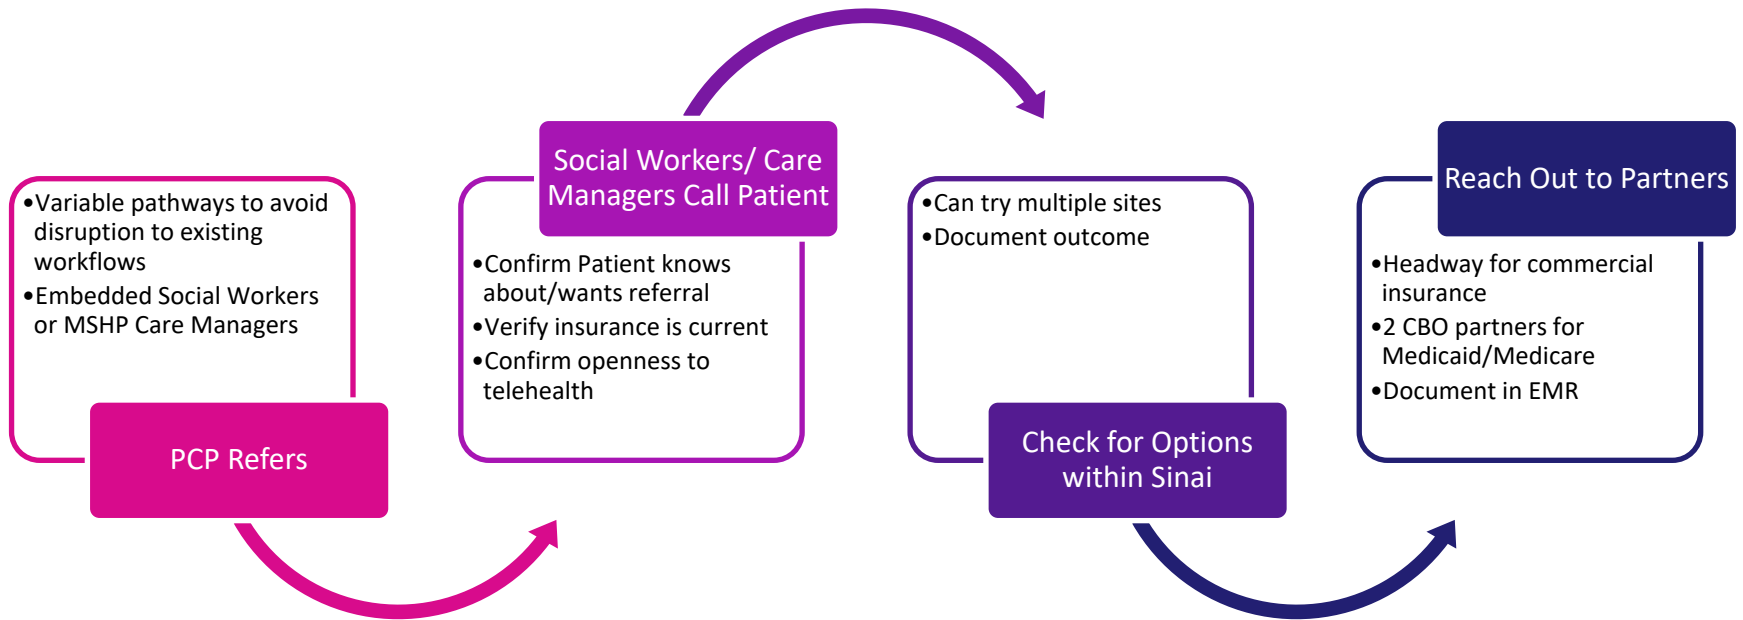 •Variable pathways to avoid
disruption to existing
workflows
•Embedded Social Workers
or MSHP Care Managers
PCP Refers
Social Workers/ Care
Managers Call Patient
•Confirm Patient knows
about/wants referral
•Verify insurance is current
•Confirm openness to
telehealth
•Can try multiple sites
•Document outcome
Check for Options
within Sinai
Reach Out to Partners
•Headway for commercial
insurance
•2 CBO partners for
Medicaid/Medicare
•Document in EMR